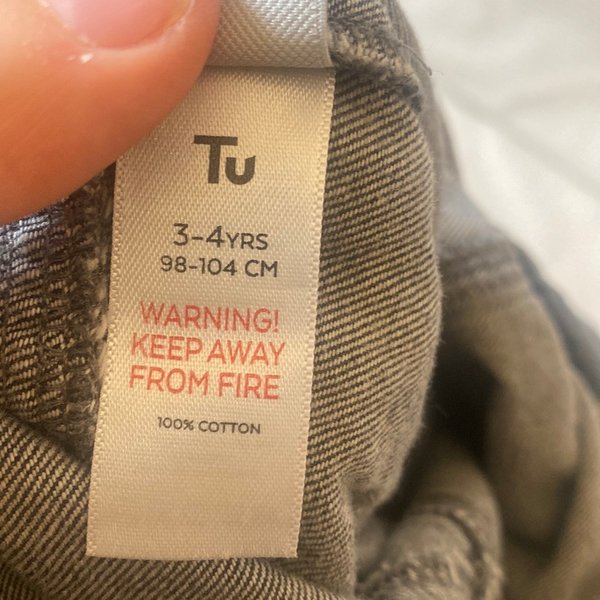 Tu
3-4YRS
98-104 CM
WARNING!
KEEP AWAY
FROM FIRE
100% COTTON